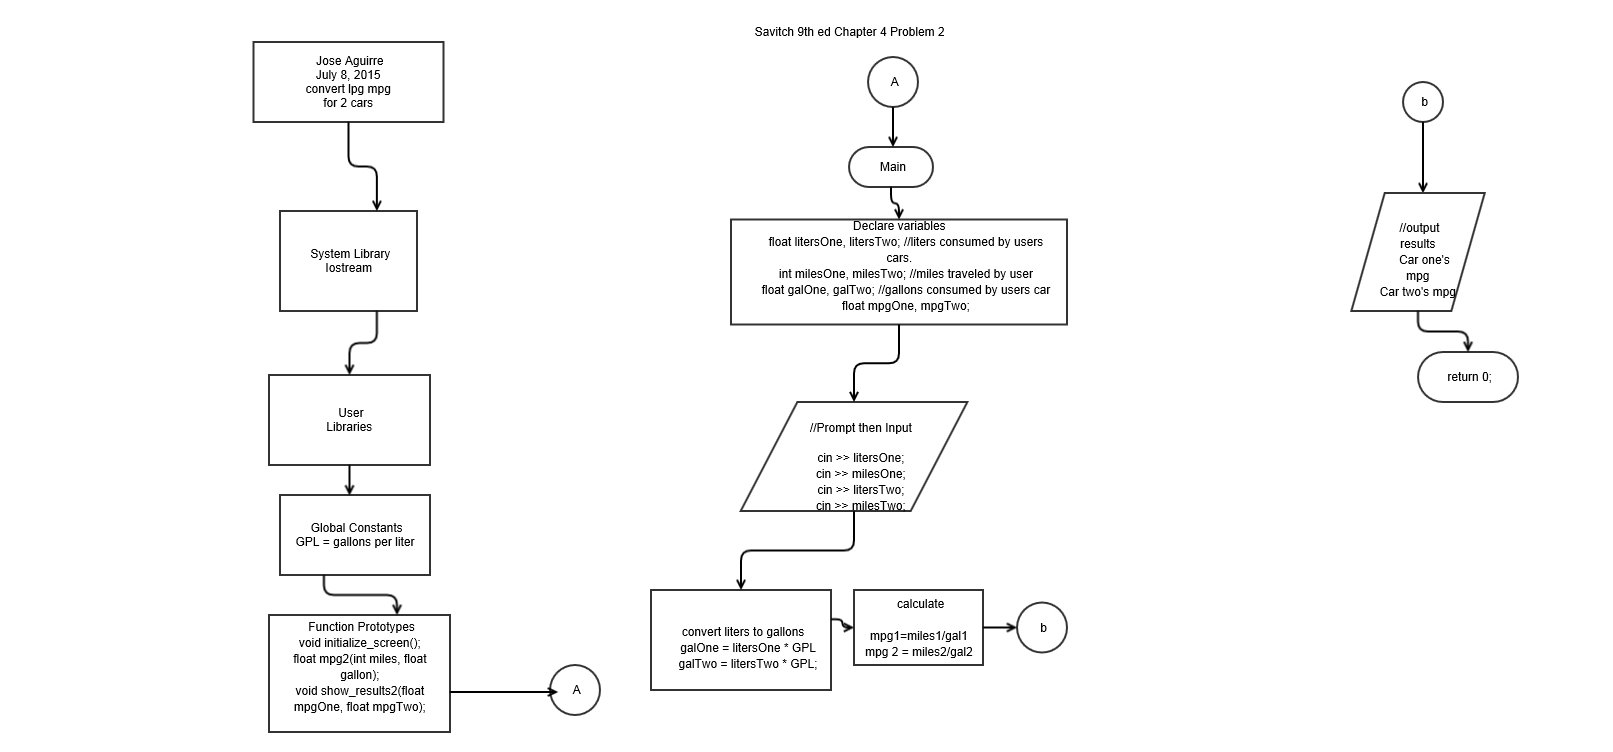 Savitch 9th ed Chapter 4 Problem 2
Jose Aguirre
July 8, 2015
convert lpg mpg
for 2 cars
System Library
Iostream
User
Libraries
Global Constants
GPL = gallons per liter
Function Prototypes
void initialize_screen();
float mpg2(int miles, float
gallon);
void show_results2(float
mpgOne, float mpgTwo);
A
A
Main
Declare variables
float litersOne, litersTwo; //liters consumed by users
cars.
int milesOne, milesTwo; //miles traveled by user
float galOne, galTwo; //gallons consumed by users car
float mpgOne, mpgTwo;
//Prompt then Input
cin >> litersOne;
cin >> milesOne;
cin >> litersTwo;
cin >> milesTwo;
convert liters to gallons
galOne = litersOne * GPL
galTwo = litersTwo * GPL;
calculate
mpg1=miles1/gal1
mpg 2 = miles2/gal2
b
b
//output
results
Car one's
mpg
Car two's mpg
return 0;